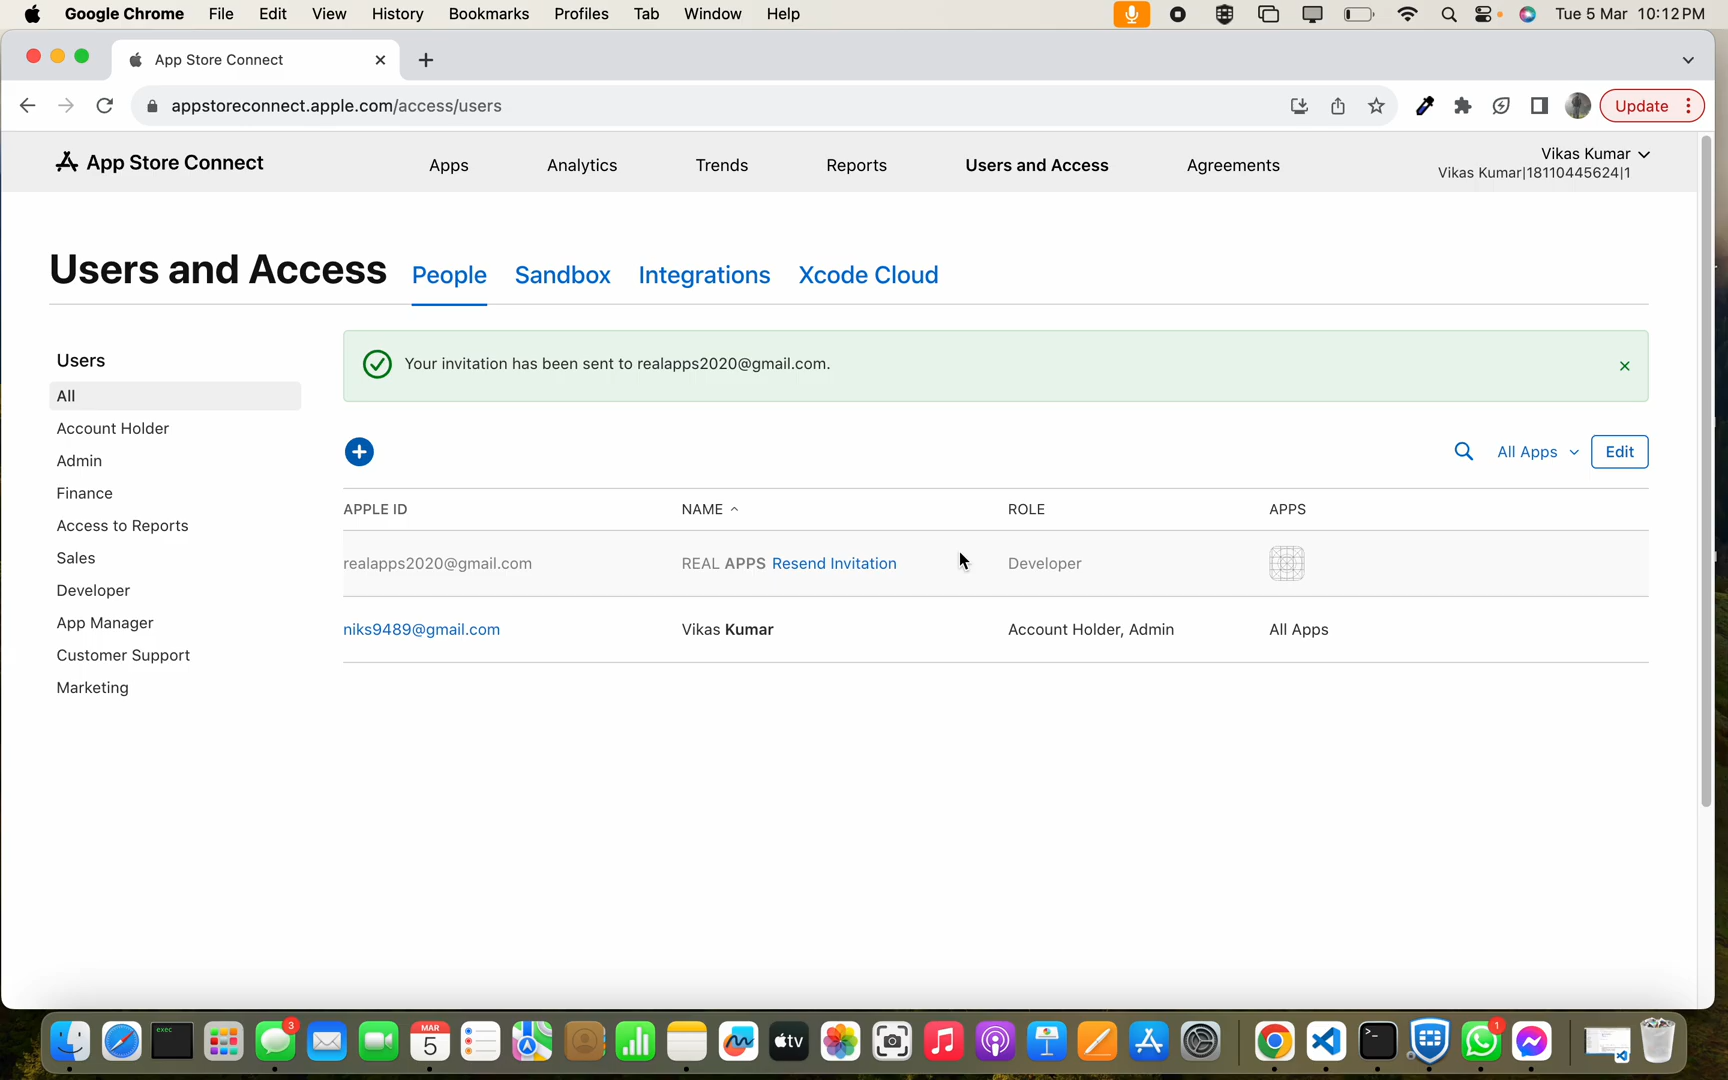 Google Chrome File Edit View History Bookmarks Profiles Tab Window Help Tue 5 Mar 10:12 PM
App Store Connect
appstoreconnect.apple.com/access/users Update
App Store Connect Apps Analytics Trends Reports Users and Access Agreements Vikas Kumar
Vikas Kumar|18110445624|1
Users and Access People Sandbox Integrations Xcode Cloud
Users
All
Account Holder
Admin
Finance
Access to Reports
Sales
Developer
App Manager
Customer Support
Marketing
Your invitation has been sent to realapps2020@gmail.com.
All Apps Edit
APPLE ID NAME ROLE APPS
realapps2020@gmail.com REAL APPS Resend Invitation Developer
niks9489@gmail.com Vikas Kumar Account Holder, Admin All Apps
exec
3
MAR
5
tv
1